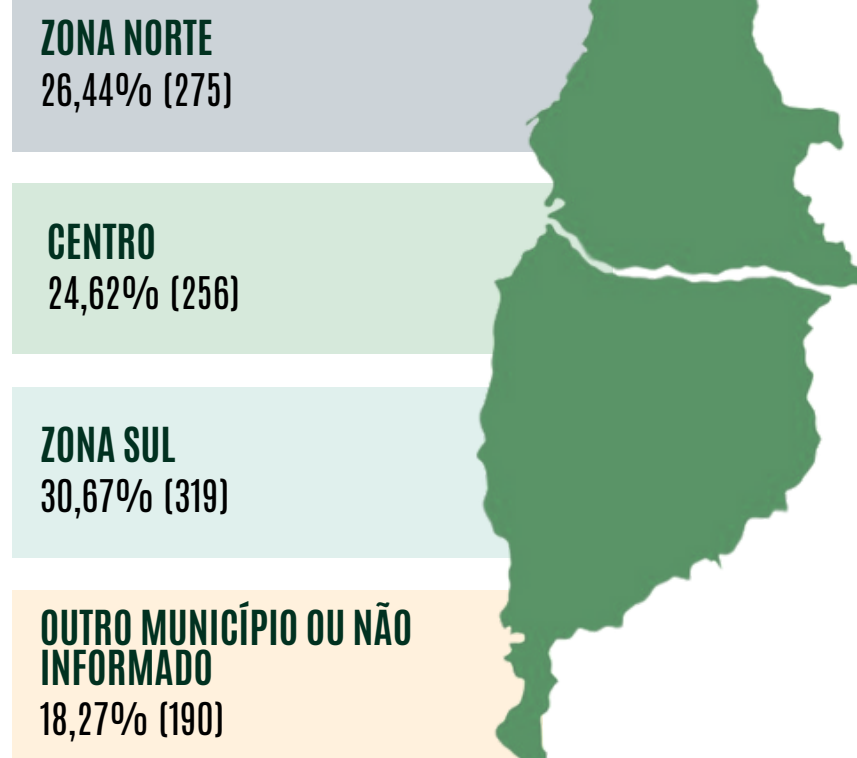 ZONA NORTE
26,44% (275)
CENTRO
24,62% (256)
ZONA SUL
30,67% (319)
OUTRO MUNICÍPIO OU NÃO
INFORMADO
18,27% (190)